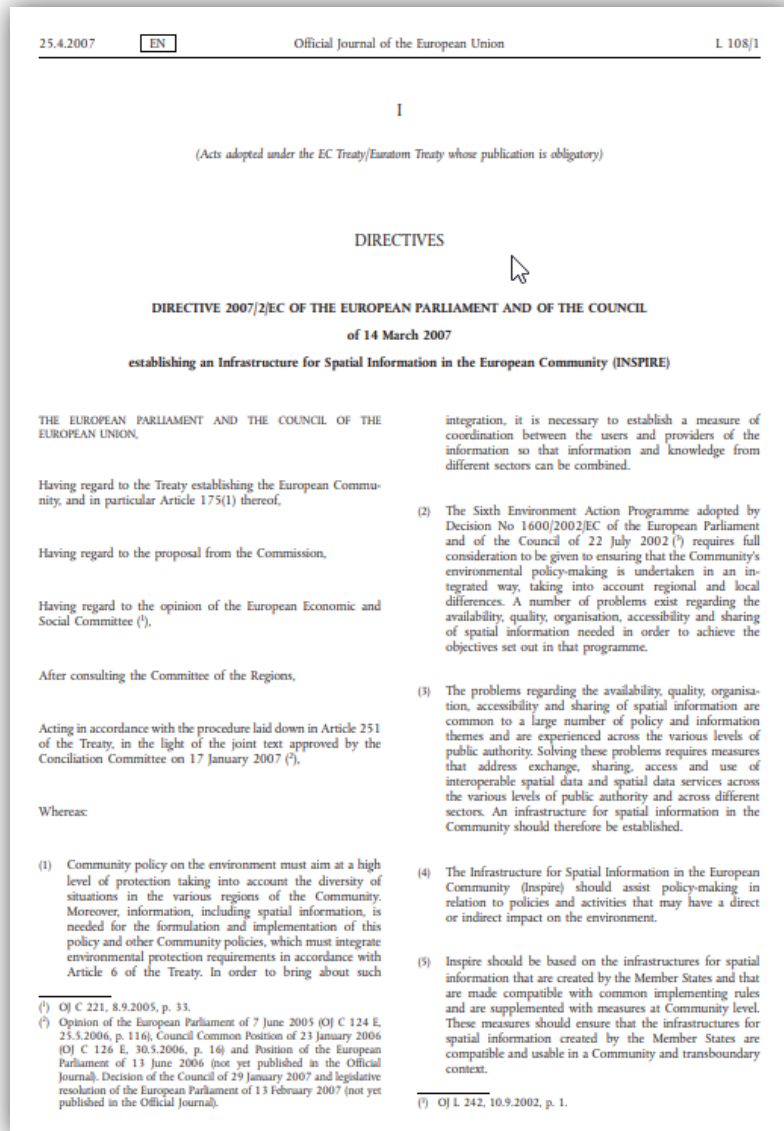 25.4.2007 EN Official Journal of the European Union L 108/1
I
(Acts adopted under the EC Treaty/Euratom Treaty whose publication is obligatory)
DIRECTIVES
DIRECTIVE 2007/2/EC OF THE EUROPEAN PARLIAMENT AND OF THE COUNCIL
of 14 March 2007
establishing an Infrastructure for Spatial Information in the European Community (INSPIRE)
THE EUROPEAN PARLIAMENT AND THE COUNCIL OF THE
EUROPEAN UNION,
Having regard to the Treaty establishing the European Commu-
nity, and in particular Article 175(1) thereof,
Having regard to the proposal from the Commission,
Having regard to the opinion of the European Economic and
Social Committee (¹),
After consulting the Committee of the Regions,
Acting in accordance with the procedure laid down in Article 251
of the Treaty, in the light of the joint text approved by the
Conciliation Committee on 17 January 2007 (²),
Whereas:
(1) Community policy on the environment must aim at a high
level of protection taking into account the diversity of
situations in the various regions of the Community.
Moreover, information, including spatial information, is
needed for the formulation and implementation of this
policy and other Community policies, which must integrate
environmental protection requirements in accordance with
Article 6 of the Treaty. In order to bring about such
(¹) OJ C 221, 8.9.2005, p. 33.
(²) Opinion of the European Parliament of 7 June 2005 (OJ C 124 E,
25.5.2006, p. 116), Council Common Position of 23 January 2006
(OJ C 126 E, 30.5.2006, p. 16) and Position of the European
Parliament of 13 June 2006 (not yet published in the Official
Journal). Decision of the Council of 29 January 2007 and legislative
resolution of the European Parliament of 13 February 2007 (not yet
published in the Official Journal).
integration, it is necessary to establish a measure of
coordination between the users and providers of the
information so that information and knowledge from
different sectors can be combined.
(2) The Sixth Environment Action Programme adopted by
Decision No 1600/2002/EC of the European Parliament
and of the Council of 22 July 2002 (³) requires full
consideration to be given to ensuring that the Community's
environmental policy-making is undertaken in an in-
tegrated way, taking into account regional and local
differences. A number of problems exist regarding the
availability, quality, organisation, accessibility and sharing
of spatial information needed in order to achieve the
objectives set out in that programme.
(3) The problems regarding the availability, quality, organisa-
tion, accessibility and sharing of spatial information are
common to a large number of policy and information
themes and are experienced across the various levels of
public authority. Solving these problems requires measures
that address exchange, sharing, access and use of
interoperable spatial data and spatial data services across
the various levels of public authority and across different
sectors. An infrastructure for spatial information in the
Community should therefore be established.
(4) The Infrastructure for Spatial Information in the European
Community (Inspire) should assist policy-making in
relation to policies and activities that may have a direct
or indirect impact on the environment.
(5) Inspire should be based on the infrastructures for spatial
information that are created by the Member States and that
are made compatible with common implementing rules
and are supplemented with measures at Community level.
These measures should ensure that the infrastructures for
spatial information created by the Member States are
compatible and usable in a Community and transboundary
context.
(³) OJ L 242, 10.9.2002, p. 1.